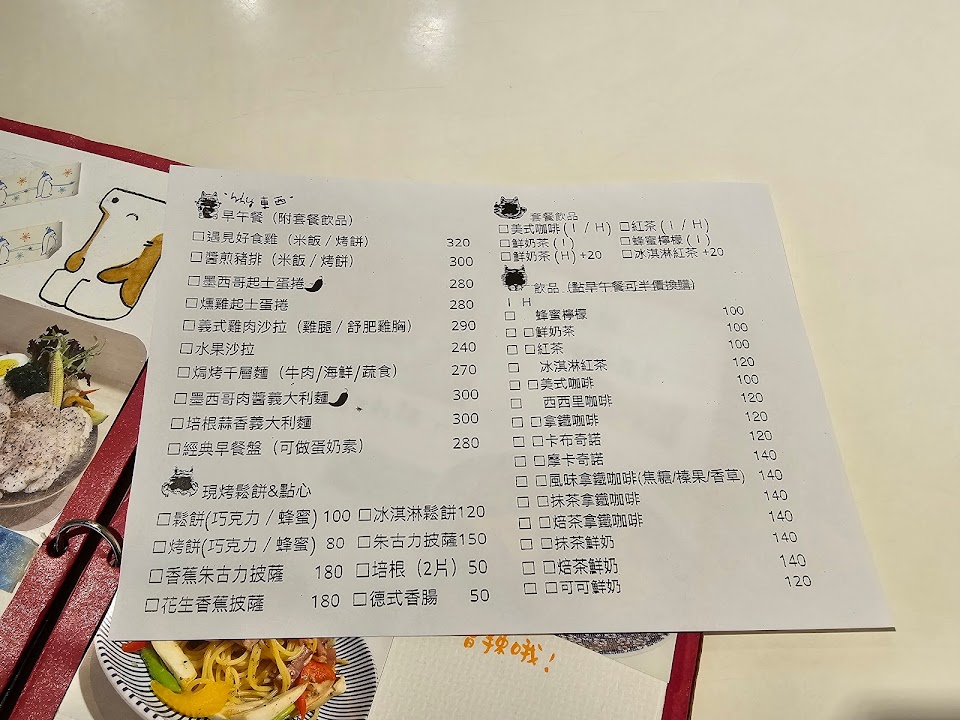 早午餐（附套餐飲品）
□遇見好食雞（米飯 / 烤餅） 320
□醬煎豬排（米飯 / 烤餅） 300
□墨西哥起士蛋捲 280
□燻雞起士蛋捲 280
□義式雞肉沙拉（雞腿 / 舒肥雞胸） 290
□水果沙拉 240
□焗烤千層麵（牛肉/海鮮/蔬食） 270
□墨西哥肉醬義大利麵 300
□培根蒜香義大利麵 300
□經典早餐盤（可做蛋奶素） 280
現烤鬆餅&點心
□鬆餅(巧克力 / 蜂蜜) 100 □冰淇淋鬆餅120
□烤餅(巧克力 / 蜂蜜) 80 □朱古力披薩150
□香蕉朱古力披薩 180 □培根（2片）50
□花生香蕉披薩 180 □德式香腸 50
套餐飲品
□美式咖啡( I / H ) □紅茶( I / H )
□鮮奶茶( I ) □蜂蜜檸檬( I )
□鮮奶茶(H)+20 □冰淇淋紅茶+20
飲品（點早午餐可半價換購）
I H
□ 蜂蜜檸檬 100
□ □鮮奶茶 100
□ □紅茶 100
□ 冰淇淋紅茶 120
□ □美式咖啡 100
□ 西西里咖啡 120
□ □拿鐵咖啡 120
□ □卡布奇諾 120
□ □摩卡奇諾 140
□ □風味拿鐵咖啡(焦糖/榛果/香草) 140
□ □抹茶拿鐵咖啡 140
□ □焙茶拿鐵咖啡 140
□ □抹茶鮮奶 140
□ □焙茶鮮奶 140
□ □可可鮮奶 120